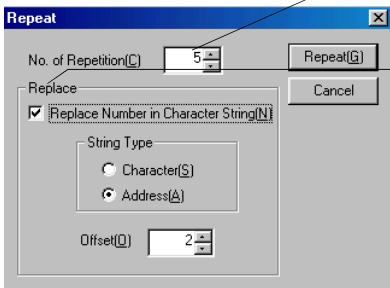 Repeat
No. of Repetition(C) 5 Repeat(G)
Replace Cancel
Replace Number in Character String(N)
String Type
Character(S)
Address(A)
Offset(O) 2